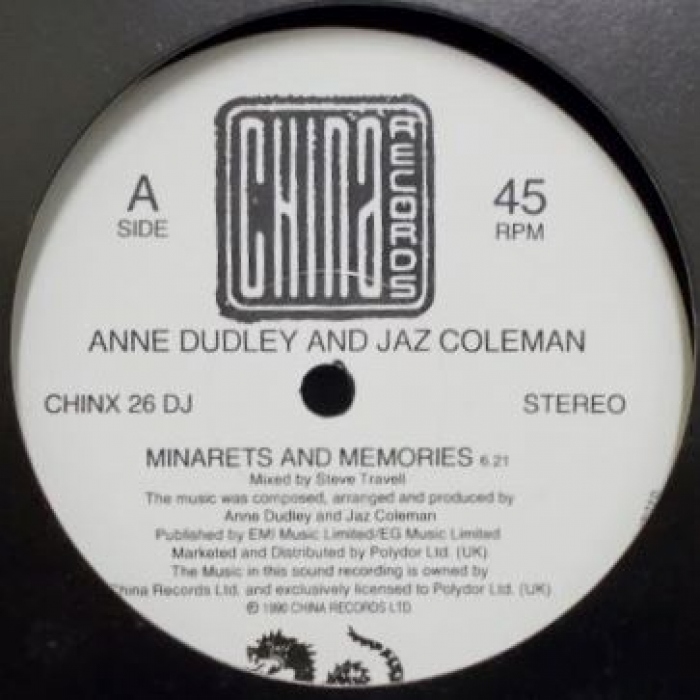 CHINA RECORDS
A
SIDE
45
RPM
ANNE DUDLEY AND JAZ COLEMAN
CHINX 26 DJ
STEREO
MINARETS AND MEMORIES 6.21
Mixed by Steve Travell
The music was composed, arranged and produced by
Anne Dudley and Jaz Coleman
Published by EMI Music Limited/EG Music Limited
Marketed and Distributed by Polydor Ltd. (UK)
The Music in this sound recording is owned by
China Records Ltd. and exclusively licensed to Polydor Ltd. (UK)
℗ 1990 CHINA RECORDS LTD.